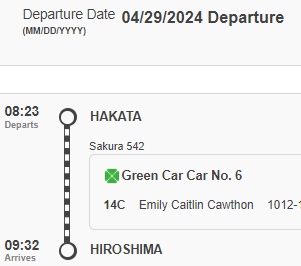 Departure Date 04/29/2024 Departure
(MM/DD/YYYY)
08:23 HAKATA
Departs
Sakura 542
Green Car Car No. 6
14C Emily Caitlin Cawthon 1012-1
09:32 HIROSHIMA
Arrives